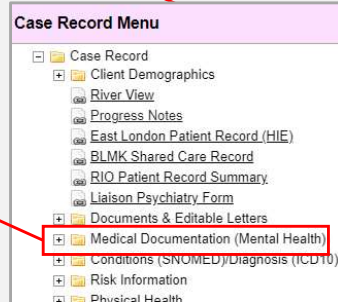 Case Record Menu
Case Record
Client Demographics
River View
Progress Notes
East London Patient Record (HIE)
BLMK Shared Care Record
RIO Patient Record Summary
Liaison Psychiatry Form
Documents & Editable Letters
Medical Documentation (Mental Health)
Conditions (SNOMED)/Diagnosis (ICD10)
Risk Information
Physical Health